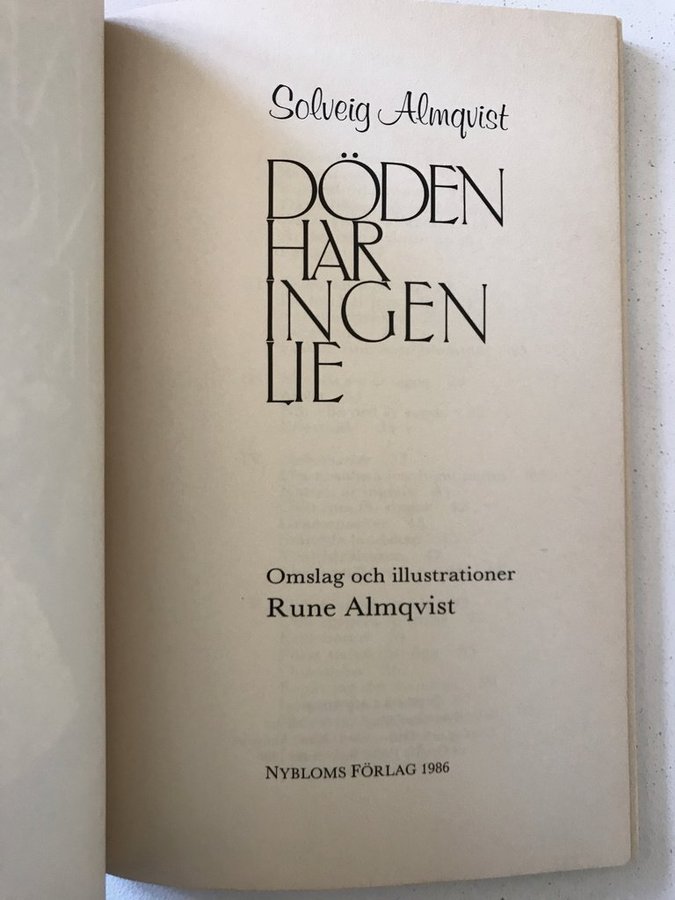 Solveig Almqvist
DÖDEN
HAR
INGEN
LIE
Omslag och illustrationer
Rune Almqvist
NYBLOMS FÖRLAG 1986